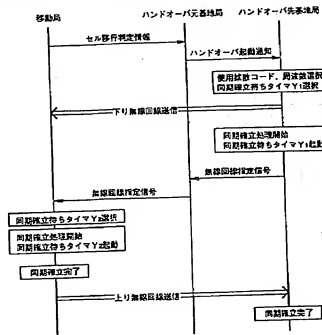 移動局
ハンドオーバ元基地局
ハンドオーバ先基地局
セル移行判定情報
ハンドオーバ起動通知
使用拡散コード、周波数選択
同期確立待ちタイマY₁選択
下り無線回線送信
同期確立処理開始
同期確立待ちタイマY₁起動
無線回線指定信号
無線回線指定信号
同期確立待ちタイマY₂選択
同期確立処理開始
同期確立待ちタイマY₂起動
同期確立完了
上り無線回線送信
同期確立完了